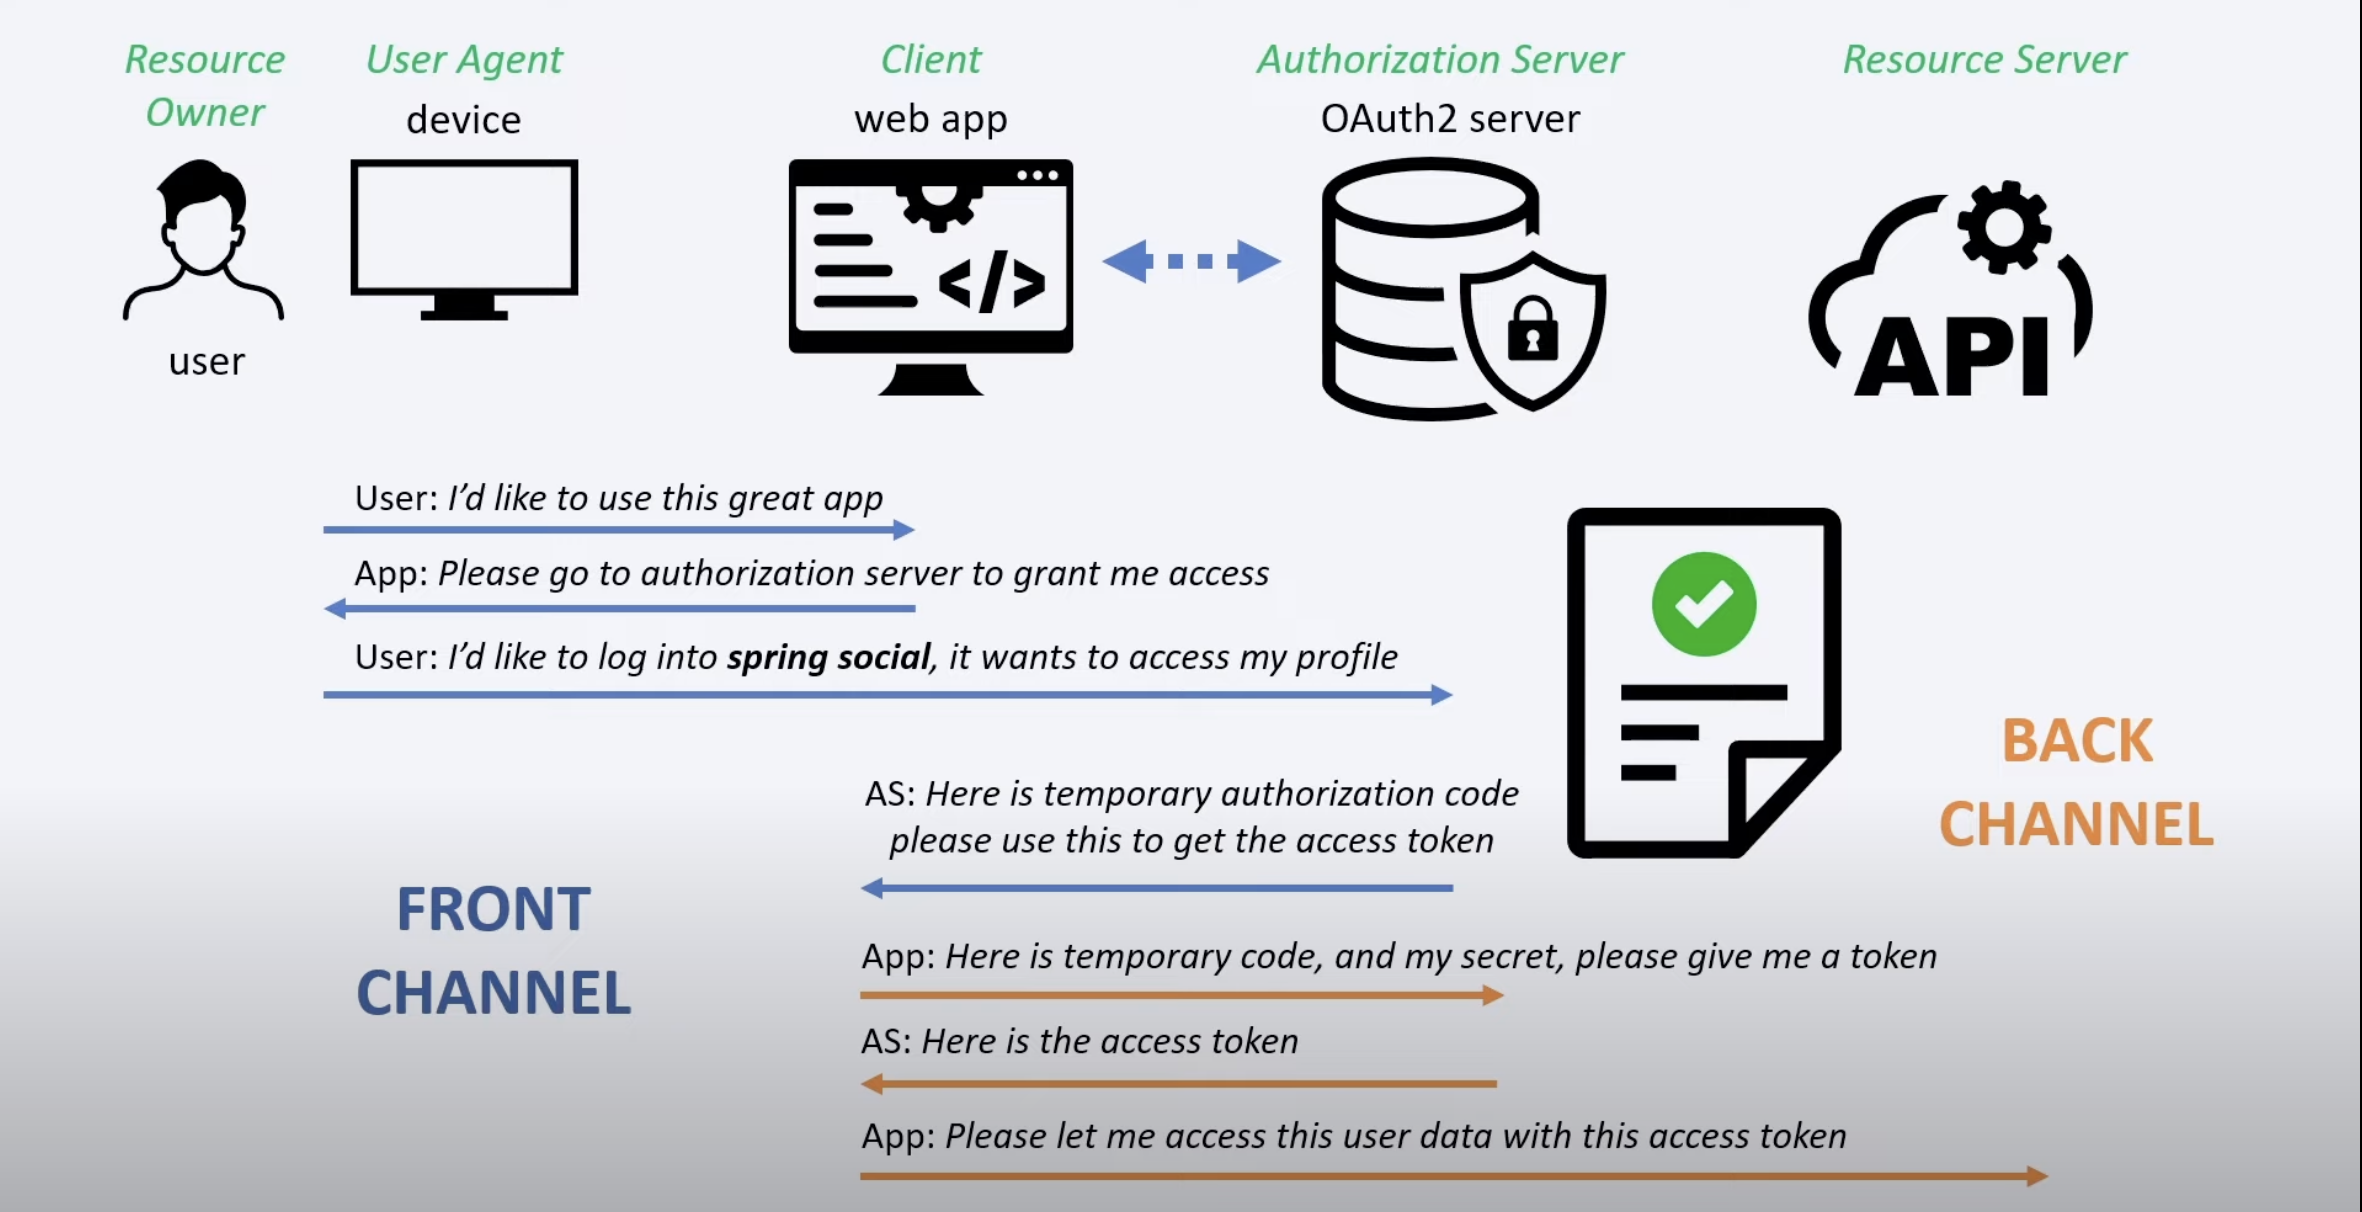 Resource
Owner
User Agent
device
Client
web app
Authorization Server
OAuth2 server
Resource Server
user
API
User: I’d like to use this great app
App: Please go to authorization server to grant me access
User: I’d like to log into spring social, it wants to access my profile
BACK
CHANNEL
AS: Here is temporary authorization code
please use this to get the access token
FRONT
CHANNEL
App: Here is temporary code, and my secret, please give me a token
AS: Here is the access token
App: Please let me access this user data with this access token